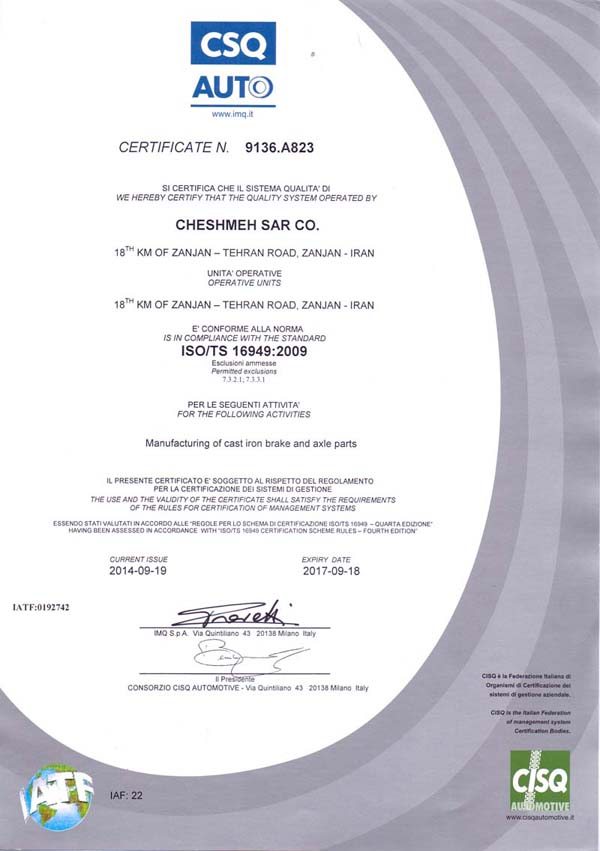 CSQ
AUTO
www.imq.it
CERTIFICATE N. 9136.A823
SI CERTIFICA CHE IL SISTEMA QUALITA' DI
WE HEREBY CERTIFY THAT THE QUALITY SYSTEM OPERATED BY
CHESHMEH SAR CO.
18TH KM OF ZANJAN – TEHRAN ROAD, ZANJAN - IRAN
UNITA' OPERATIVE
OPERATIVE UNITS
18TH KM OF ZANJAN – TEHRAN ROAD, ZANJAN - IRAN
E' CONFORME ALLA NORMA
IS IN COMPLIANCE WITH THE STANDARD
ISO/TS 16949:2009
Esclusioni ammesse
Permitted exclusions
7.3.2.1; 7.3.3.1
PER LE SEGUENTI ATTIVITA'
FOR THE FOLLOWING ACTIVITIES
Manufacturing of cast iron brake and axle parts
IL PRESENTE CERTIFICATO E' SOGGETTO AL RISPETTO DEL REGOLAMENTO
PER LA CERTIFICAZIONE DEI SISTEMI DI GESTIONE
THE USE AND THE VALIDITY OF THE CERTIFICATE SHALL SATISFY THE REQUIREMENTS
OF THE RULES FOR CERTIFICATION OF MANAGEMENT SYSTEMS
ESSENDO STATI VALUTATI IN ACCORDO ALLE "REGOLE PER LO SCHEMA DI CERTIFICAZIONE ISO/TS 16949 – QUARTA EDIZIONE"
HAVING BEEN ASSESSED IN ACCORDANCE WITH "ISO/TS 16949 CERTIFICATION SCHEME RULES – FOURTH EDITION"
CURRENT ISSUE EXPIRY DATE
2014-09-19 2017-09-18
IATF:0192742
IMQ S.p.A. Via Quintiliano 43 20138 Milano Italy
Il Presidente
CONSORZIO CISQ AUTOMOTIVE - Via Quintiliano 43 20138 Milano Italy
CISQ è la Federazione Italiana di
Organismi di Certificazione dei
sistemi di gestione aziendale.
CISQ is the Italian Federation
of management system
Certification Bodies.
IATF
IAF: 22
CISQ
AUTOMOTIVE
www.cisqautomotive.it